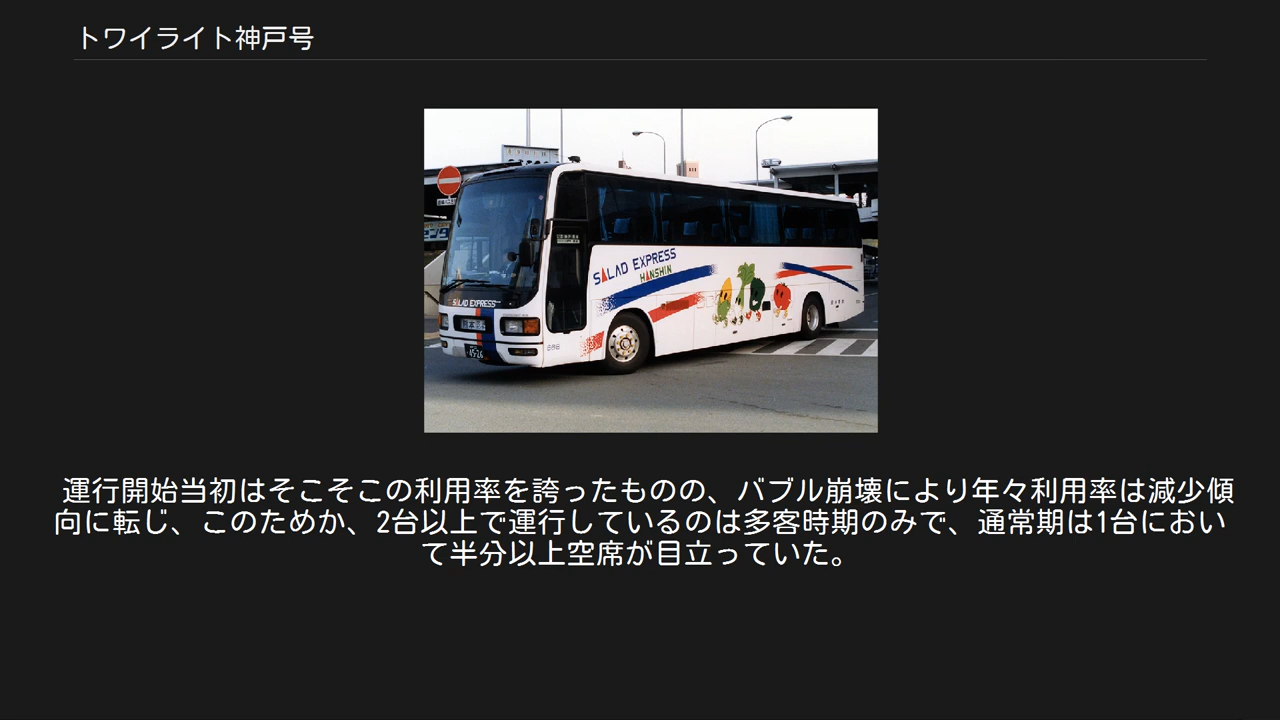 トワイライト神戸号
SALAD EXPRESS
HANSHIN
SALAD EXPRESS
45-26
運行開始当初はそこそこの利用率を誇ったものの、バブル崩壊により年々利用率は減少傾
向に転じ、このためか、2台以上で運行しているのは多客時期のみで、通常期は1台におい
て半分以上空席が目立っていた。